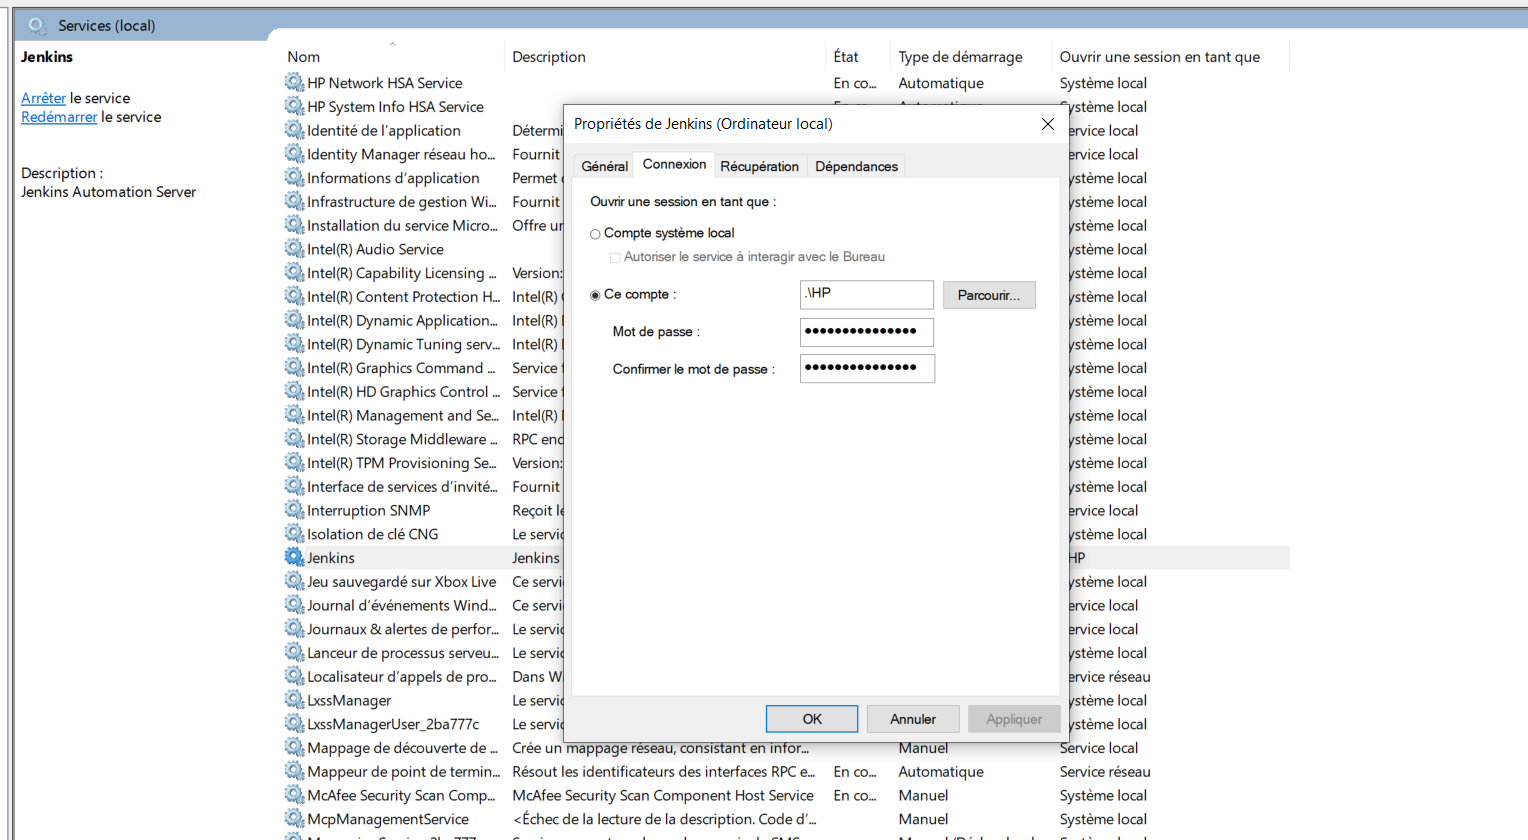 Services (local)
Jenkins
Arrêter le service
Redémarrer le service
Description :
Jenkins Automation Server
Nom Description État Type de démarrage Ouvrir une session en tant que
HP Network HSA Service En co... Automatique Système local
HP System Info HSA Service Système local
Identité de l'application Détermi ervice local
Identity Manager réseau ho... Fournit ervice local
Informations d'application Permet ystème local
Infrastructure de gestion Wi... Fournit ystème local
Installation du service Micro... Offre ur ystème local
Intel(R) Audio Service ystème local
Intel(R) Capability Licensing ... Version: ystème local
Intel(R) Content Protection H... Intel(R) ystème local
Intel(R) Dynamic Application... Intel(R) ystème local
Intel(R) Dynamic Tuning serv... Intel(R) ystème local
Intel(R) Graphics Command ... Service ystème local
Intel(R) HD Graphics Control ... Service ystème local
Intel(R) Management and Se... Intel(R) ystème local
Intel(R) Storage Middleware ... RPC enc ystème local
Intel(R) TPM Provisioning Se... Version: ystème local
Interface de services d'invité... Fournit ystème local
Interruption SNMP Reçoit le ervice local
Isolation de clé CNG Le servic ystème local
Jenkins Jenkins HP
Jeu sauvegardé sur Xbox Live Ce servi ystème local
Journal d'événements Wind... Ce servi ervice local
Journaux & alertes de perfor... Le servic ervice local
Lanceur de processus serveu... Le servic ystème local
Localisateur d'appels de pro... Dans W ervice réseau
LxssManager Le servic ystème local
LxssManagerUser_2ba777c Le servic ystème local
Mappage de découverte de ... Crée un mappage réseau, consistant en infor... Manuel Service local
Mappeur de point de termin... Résout les identificateurs des interfaces RPC e... En co... Automatique Service réseau
McAfee Security Scan Comp... McAfee Security Scan Component Host Service En co... Manuel Système local
McpManagementService <Échec de la lecture de la description. Code d'... Manuel Système local
Propriétés de Jenkins (Ordinateur local)
Général Connexion Récupération Dépendances
Ouvrir une session en tant que :
Compte système local
Autoriser le service à interagir avec le Bureau
Ce compte : .\HP Parcourir...
Mot de passe : ●●●●●●●●●●●●●●●
Confirmer le mot de passe : ●●●●●●●●●●●●●●●
OK Annuler Appliquer